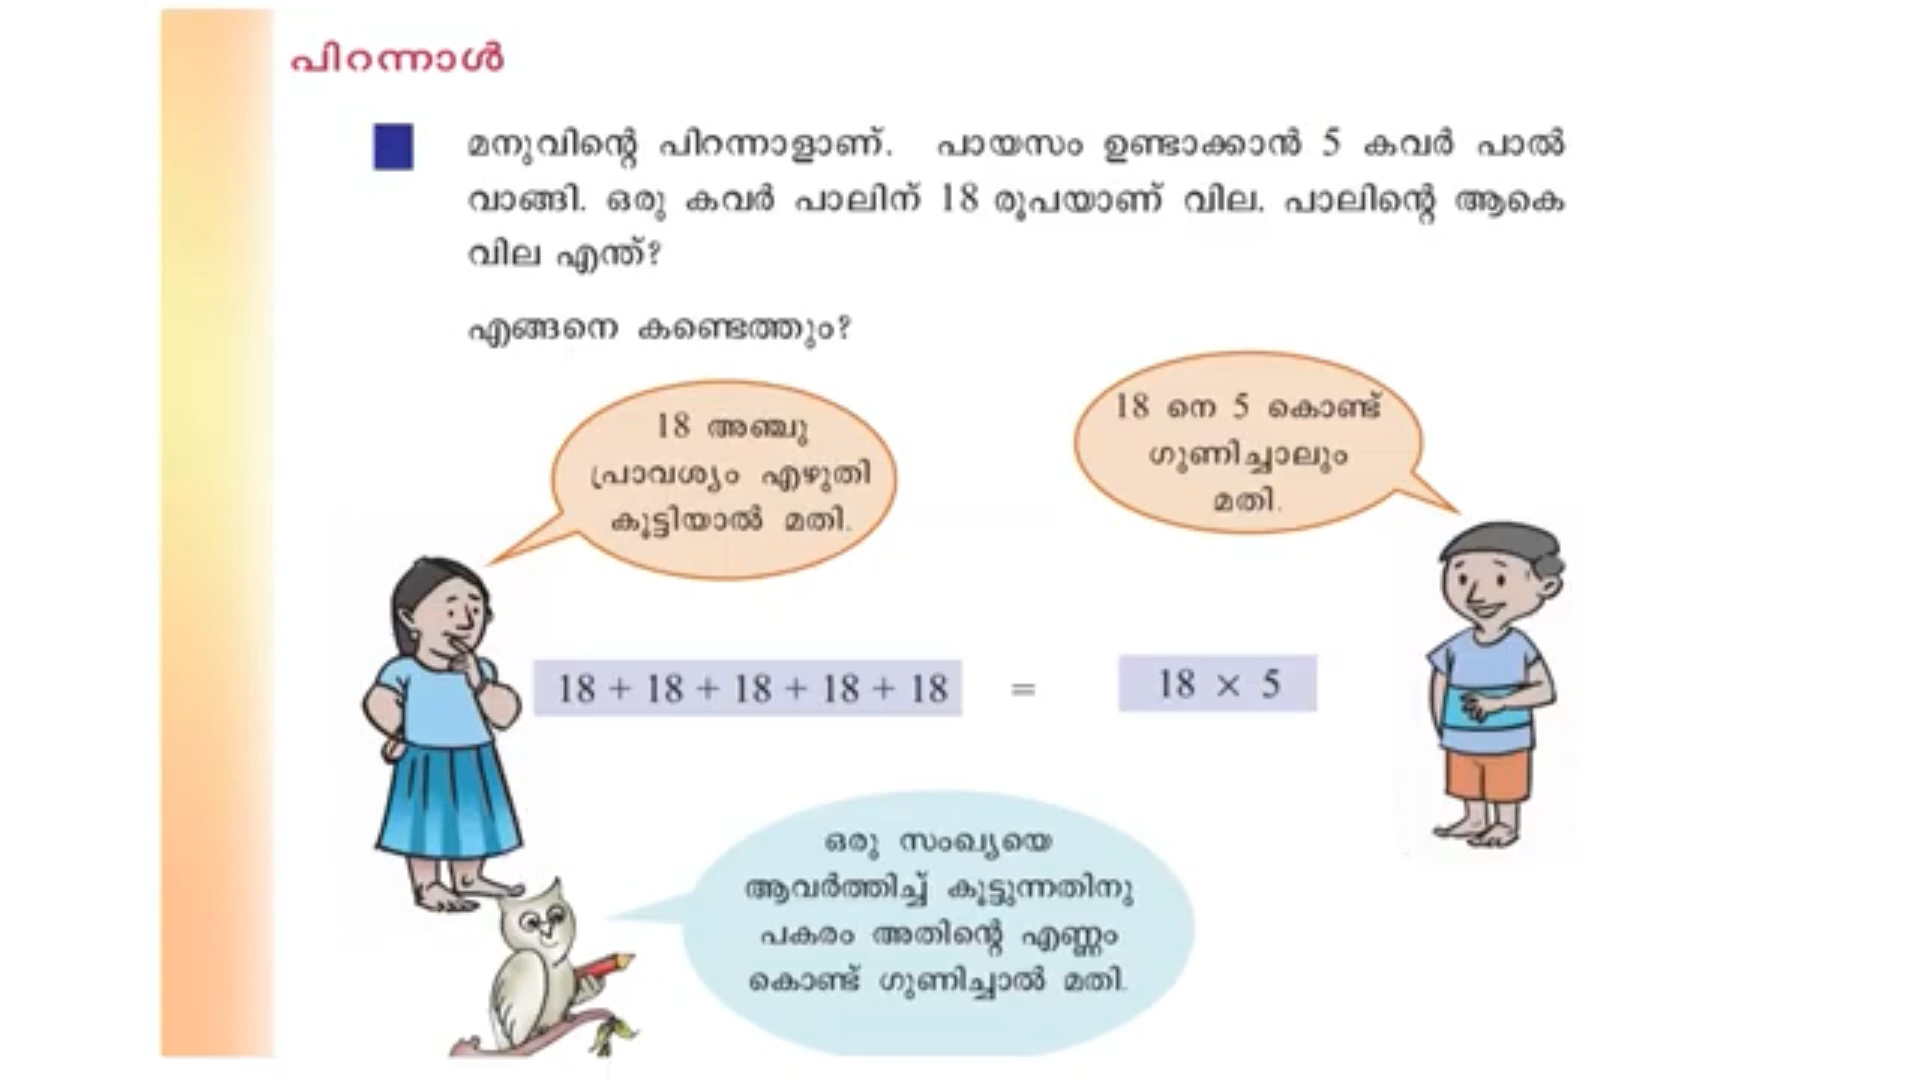 പിറന്നാൾ
മനുവിന്റെ പിറന്നാളാണ്. പായസം ഉണ്ടാക്കാൻ 5 കവർ പാൽ
വാങ്ങി. ഒരു കവർ പാലിന് 18 രൂപയാണ് വില. പാലിന്റെ ആകെ
വില എന്ത്?
എങ്ങനെ കണ്ടെത്തും?
18 അഞ്ചു
പ്രാവശ്യം എഴുതി
കൂട്ടിയാൽ മതി.
18 നെ 5 കൊണ്ട്
ഗുണിച്ചാലും
മതി.
18 + 18 + 18 + 18 + 18 = 18 × 5
ഒരു സംഖ്യയെ
ആവർത്തിച്ച് കൂട്ടുന്നതിനു
പകരം അതിന്റെ എണ്ണം
കൊണ്ട് ഗുണിച്ചാൽ മതി.